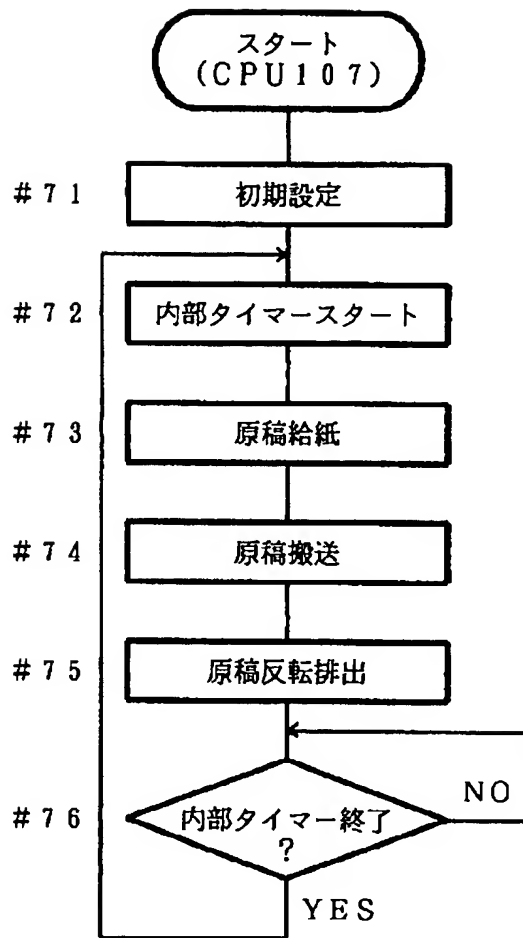 スタート
(CPU107)
#71 初期設定
#72 内部タイマースタート
#73 原稿給紙
#74 原稿搬送
#75 原稿反転排出
#76 内部タイマー終了
?
NO
YES